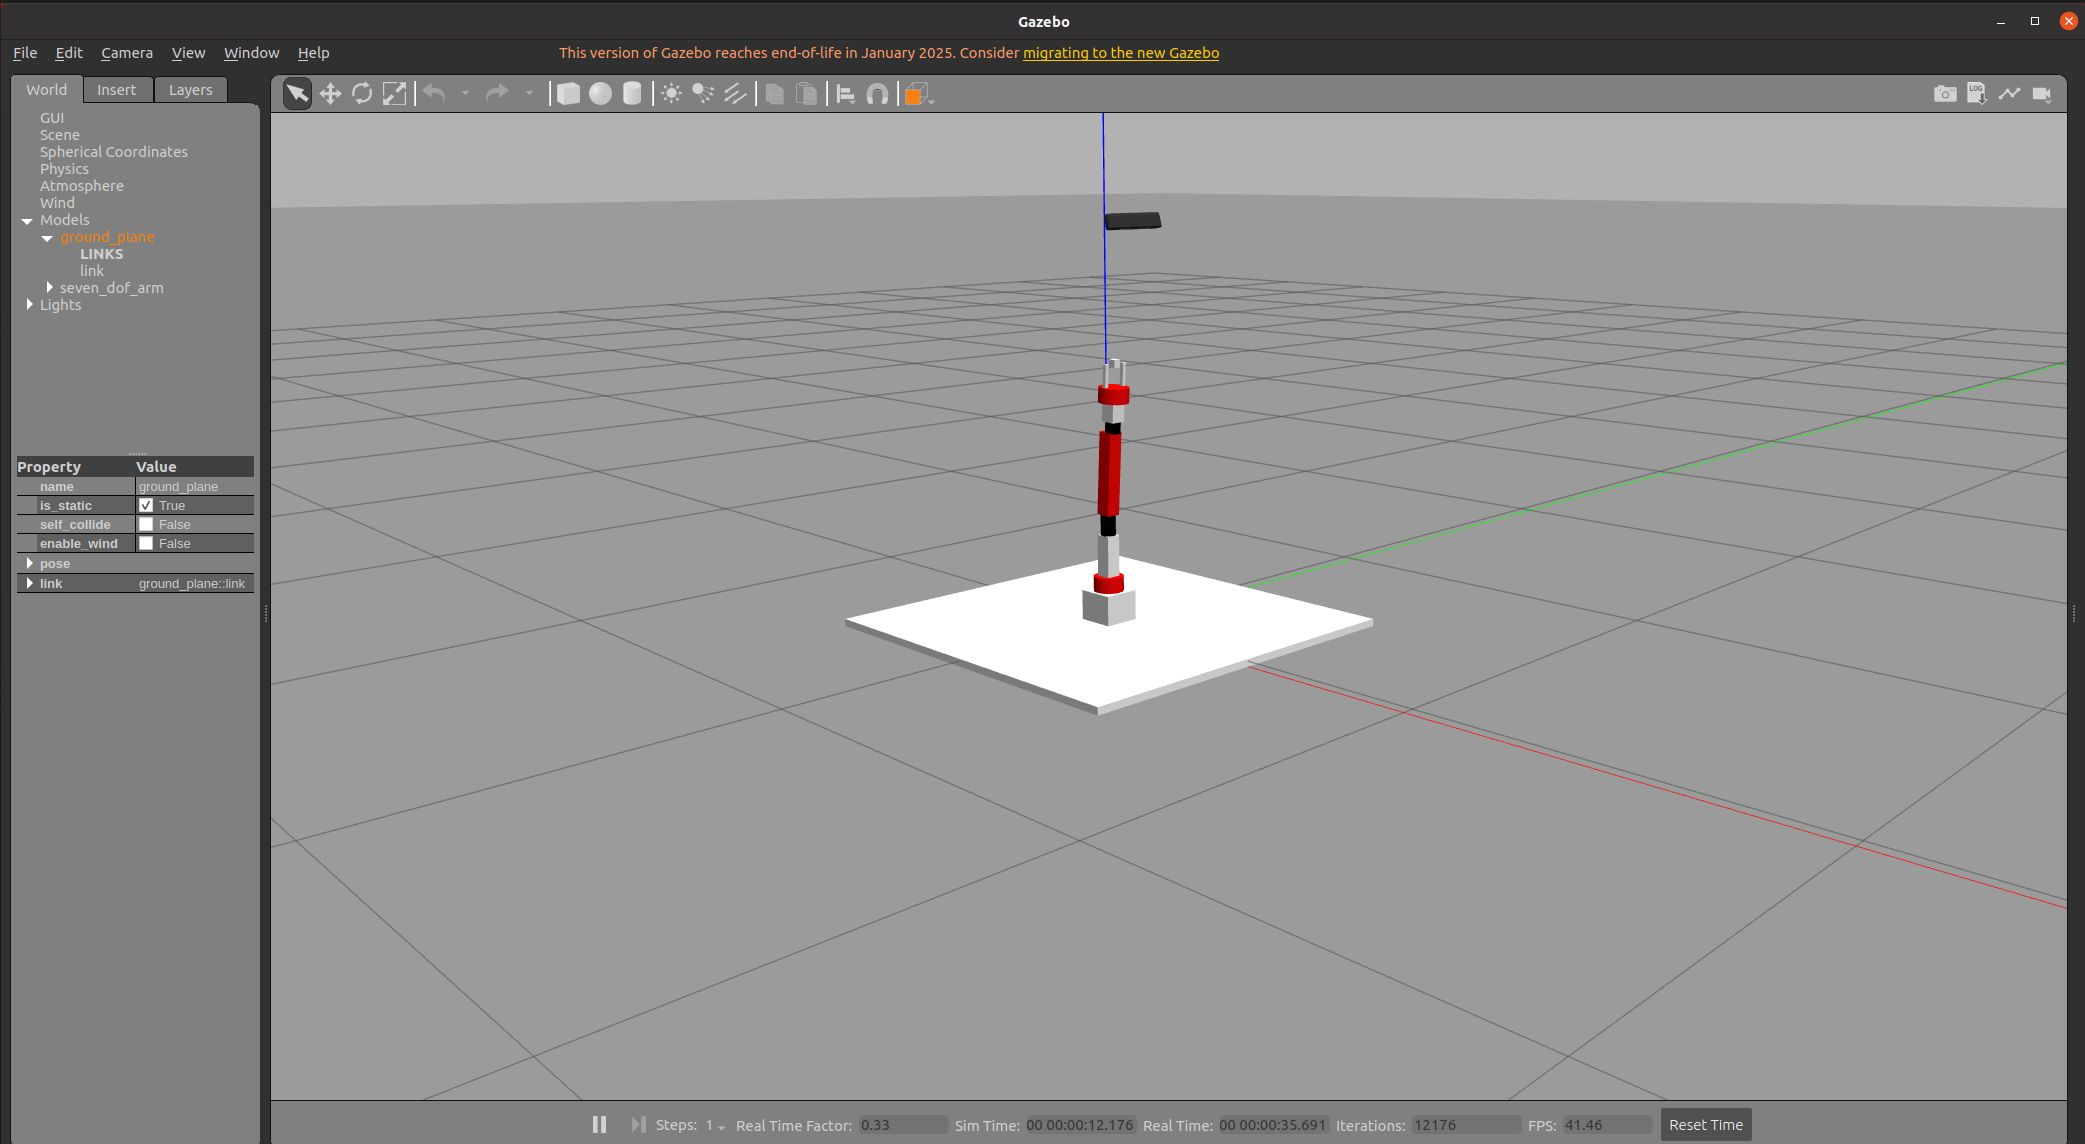 Gazebo
File Edit Camera View Window Help
This version of Gazebo reaches end-of-life in January 2025. Consider migrating to the new Gazebo
World Insert Layers
GUI
Scene
Spherical Coordinates
Physics
Atmosphere
Wind
Models
ground_plane
LINKS
link
seven_dof_arm
Lights
LOG
Property Value
name ground_plane
is_static True
self_collide False
enable_wind False
pose
link ground_plane::link
Steps: 1 Real Time Factor: 0.33 Sim Time: 00 00:00:12.176 Real Time: 00 00:00:35.691 Iterations: 12176 FPS: 41.46 Reset Time